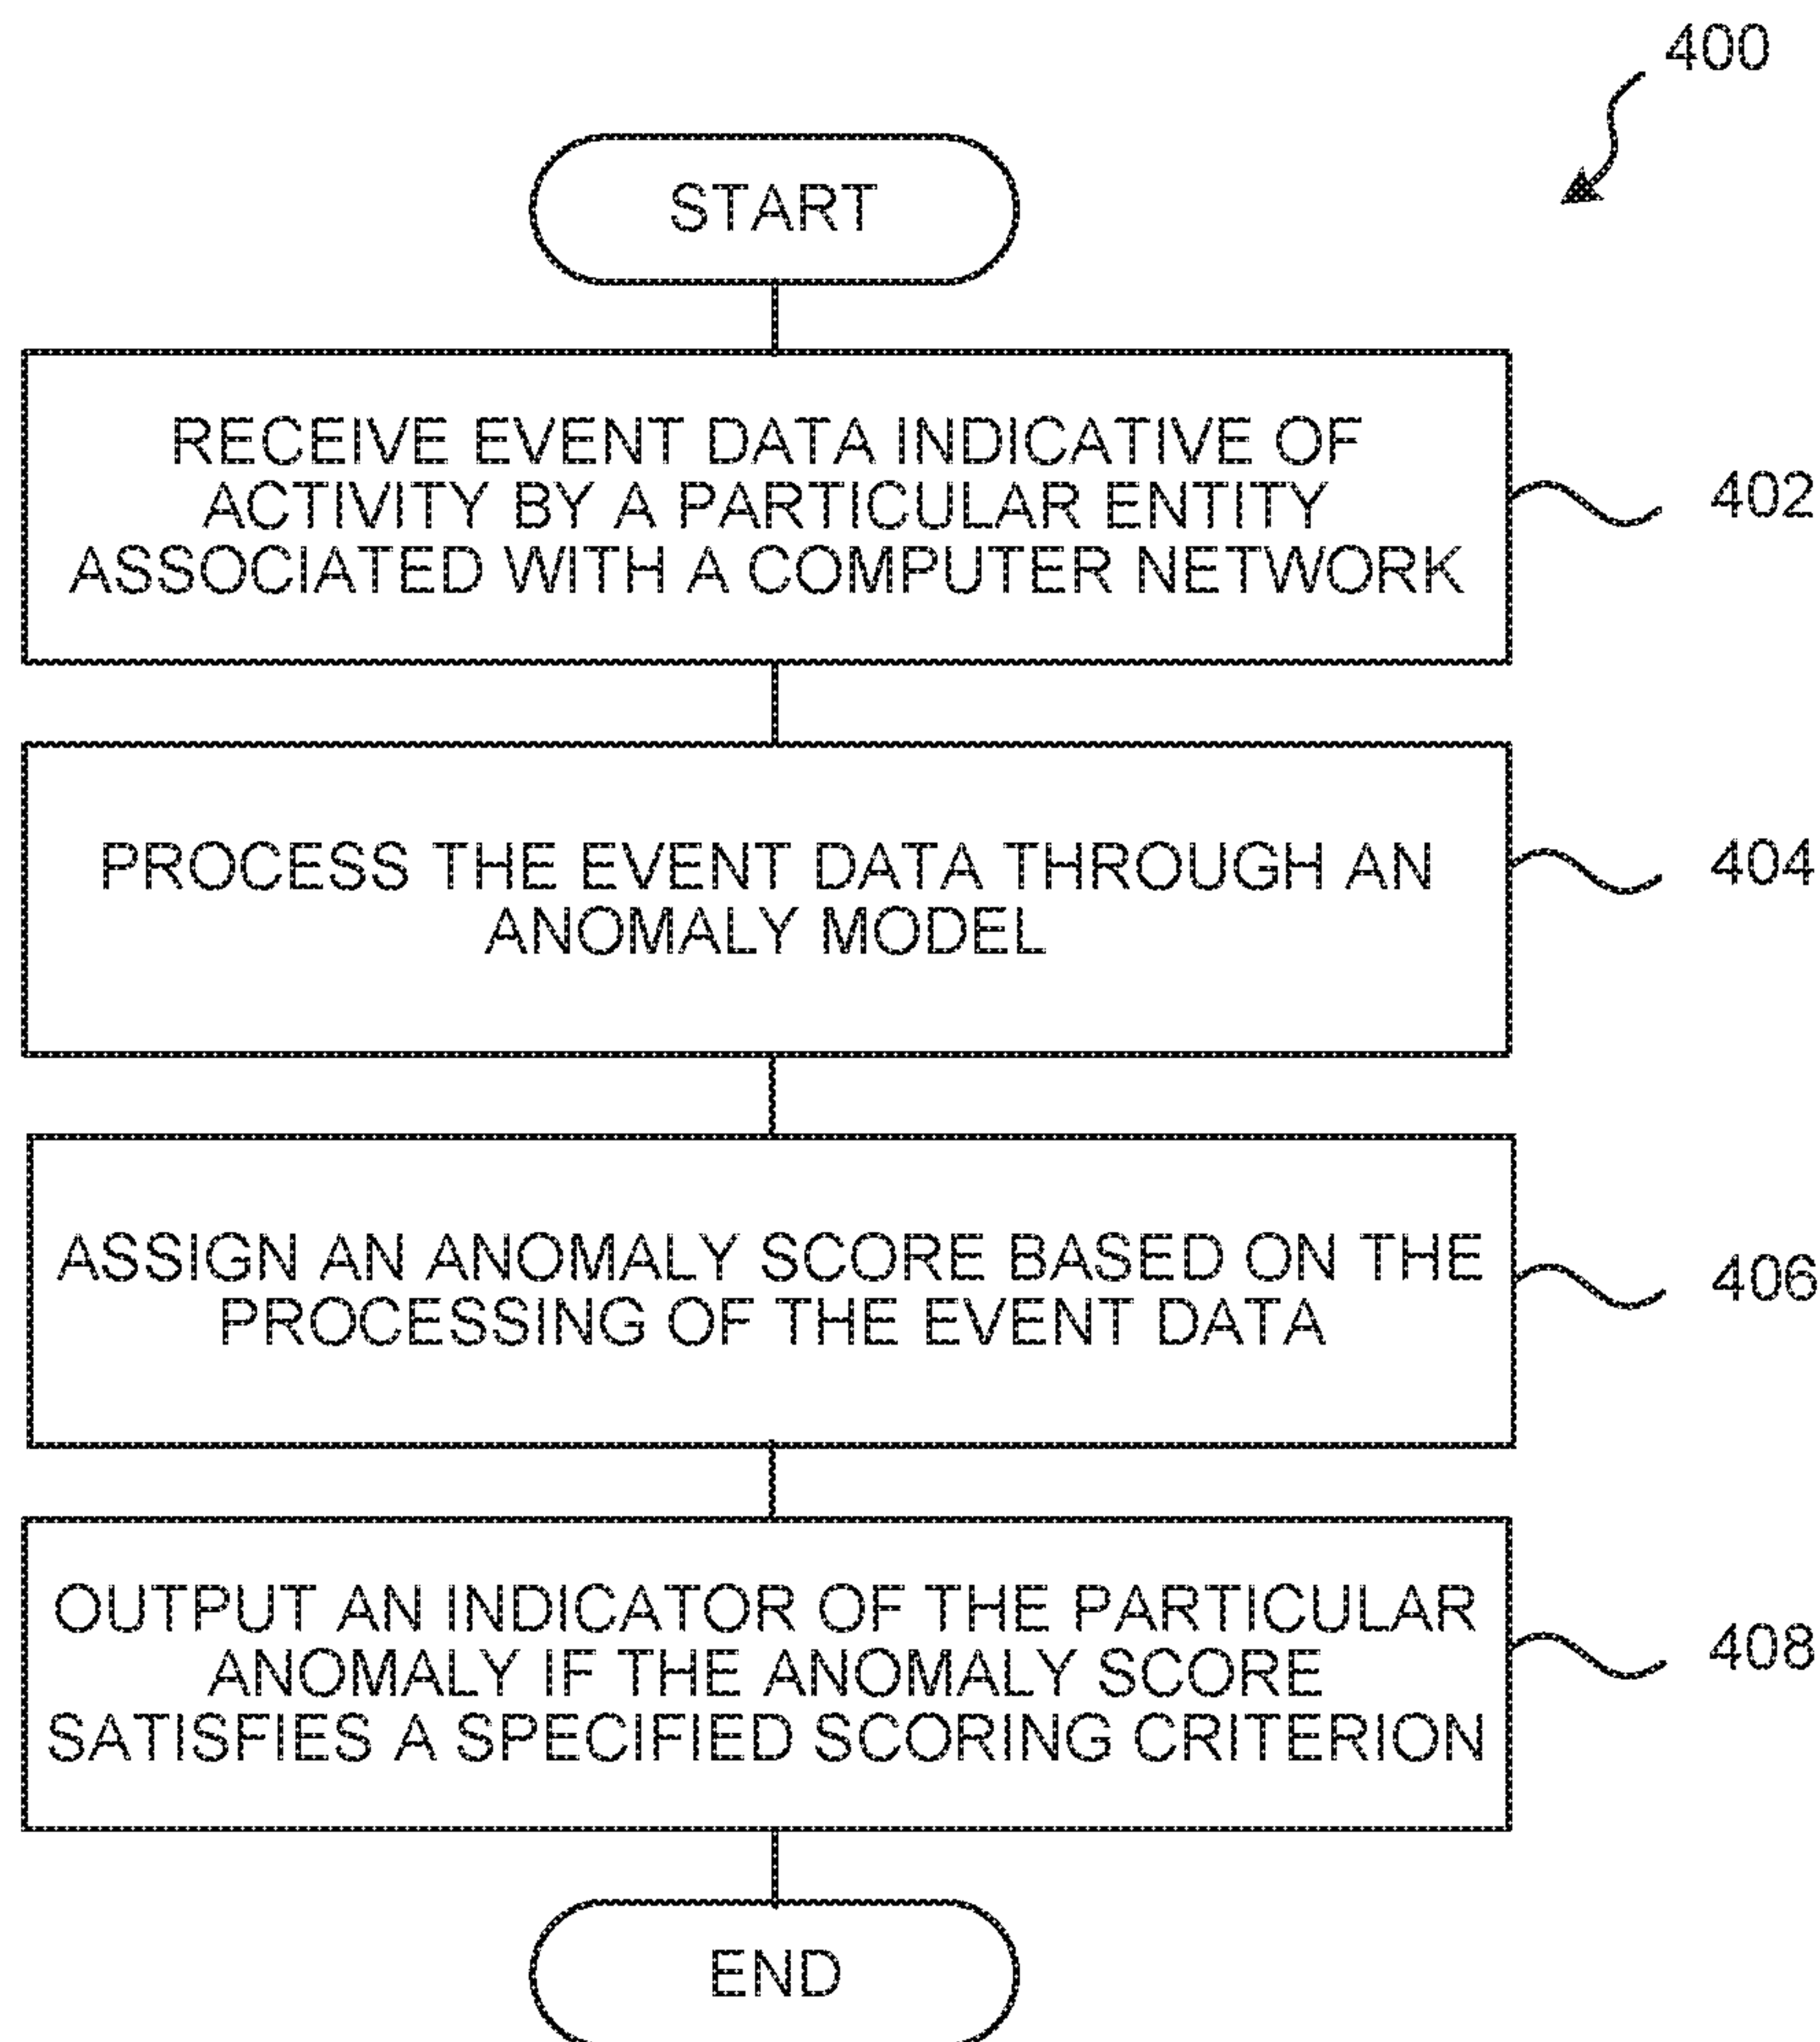 400
START
RECEIVE EVENT DATA INDICATIVE OF
ACTIVITY BY A PARTICULAR ENTITY
ASSOCIATED WITH A COMPUTER NETWORK
402
PROCESS THE EVENT DATA THROUGH AN
ANOMALY MODEL
404
ASSIGN AN ANOMALY SCORE BASED ON THE
PROCESSING OF THE EVENT DATA
406
OUTPUT AN INDICATOR OF THE PARTICULAR
ANOMALY IF THE ANOMALY SCORE
SATISFIES A SPECIFIED SCORING CRITERION
408
END